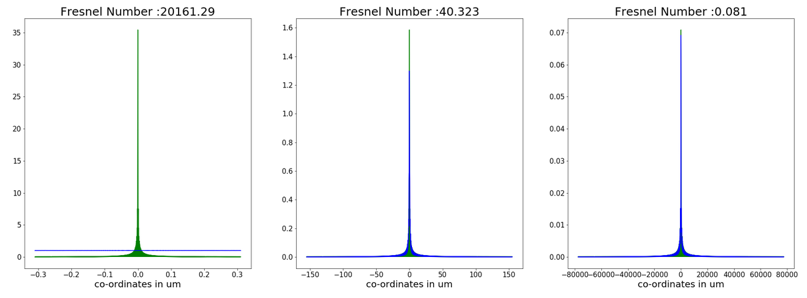 Fresnel Number :20161.29
35
30
25
20
15
10
5
0
−0.3 −0.2 −0.1 0.0 0.1 0.2 0.3
co-ordinates in um
Fresnel Number :40.323
1.6
1.4
1.2
1.0
0.8
0.6
0.4
0.2
0.0
−150 −100 −50 0 50 100 150
co-ordinates in um
Fresnel Number :0.081
0.07
0.06
0.05
0.04
0.03
0.02
0.01
0.00
−80000 −60000 −40000 −20000 0 20000 40000 60000 80000
co-ordinates in um